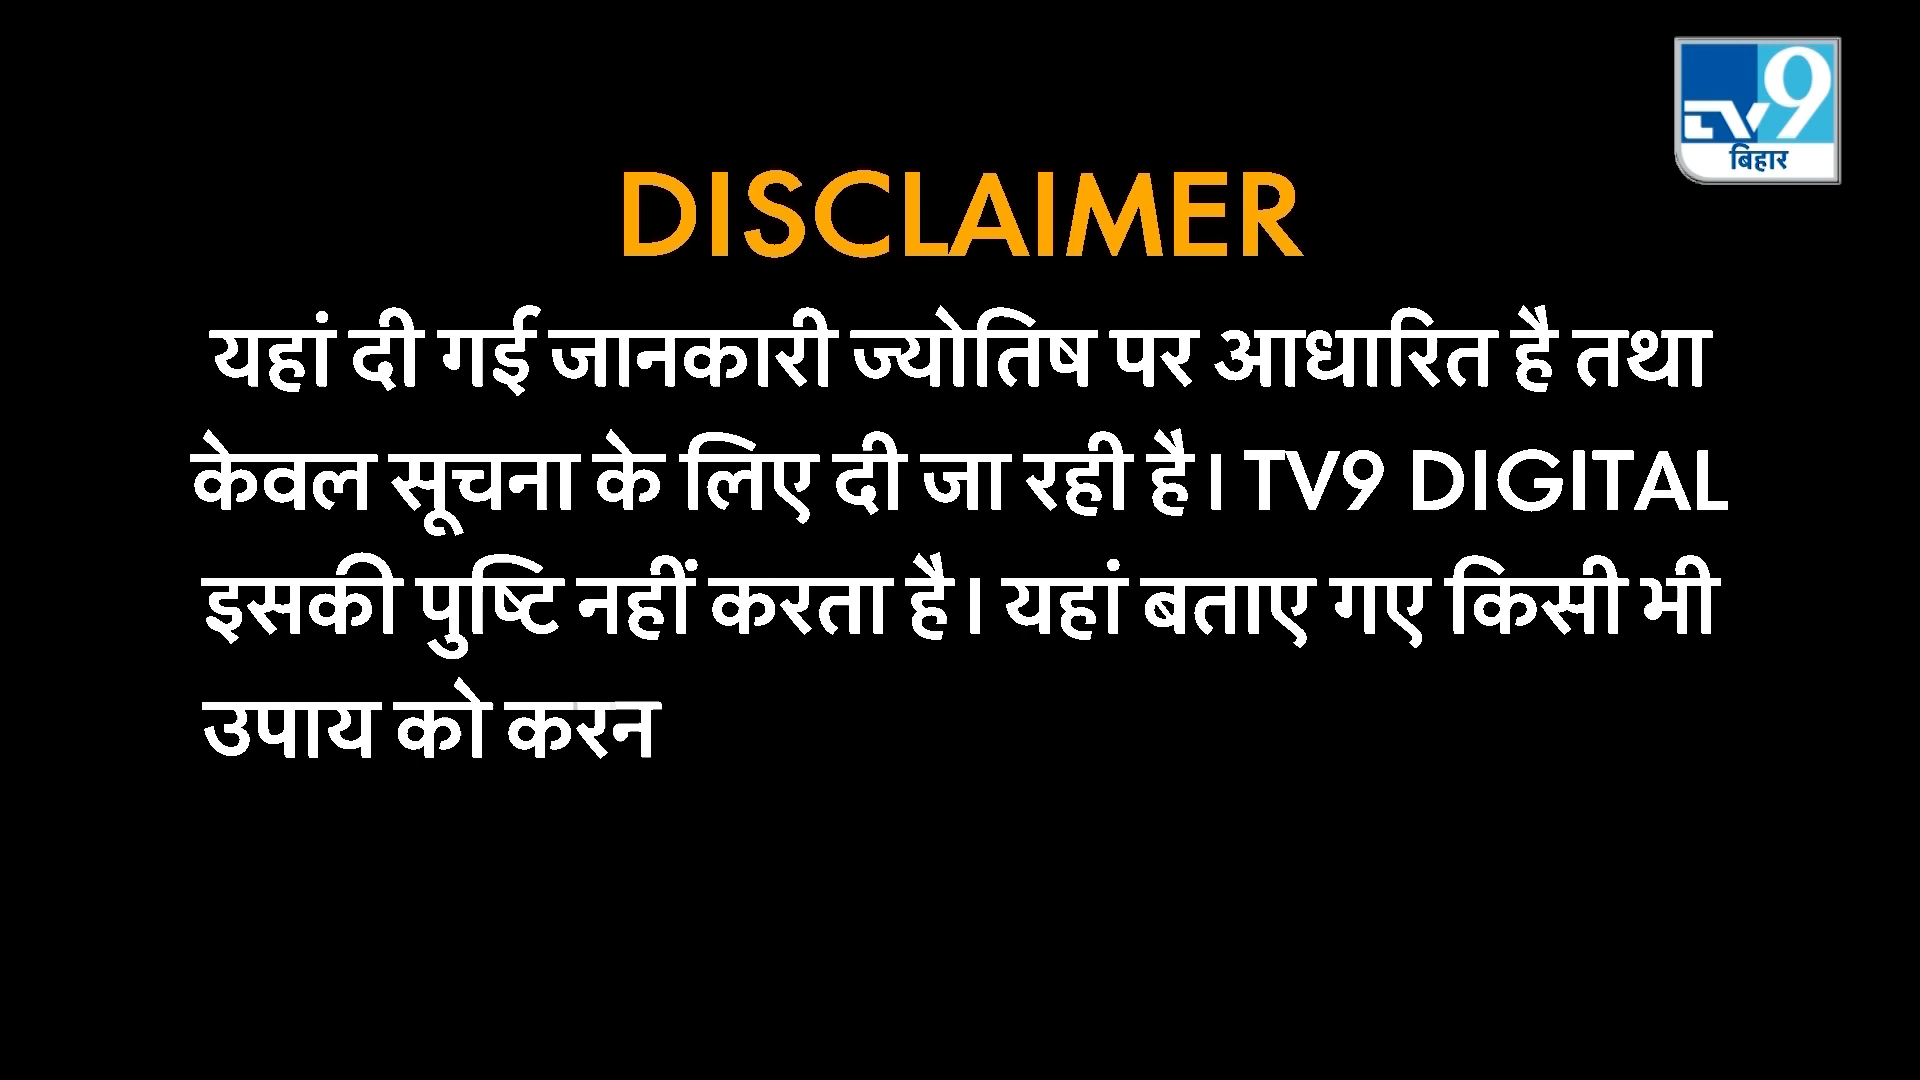 TV9
बिहार
DISCLAIMER
यहां दी गई जानकारी ज्योतिष पर आधारित है तथा
केवल सूचना के लिए दी जा रही है। TV9 DIGITAL
इसकी पुष्टि नहीं करता है। यहां बताए गए किसी भी
उपाय को करन